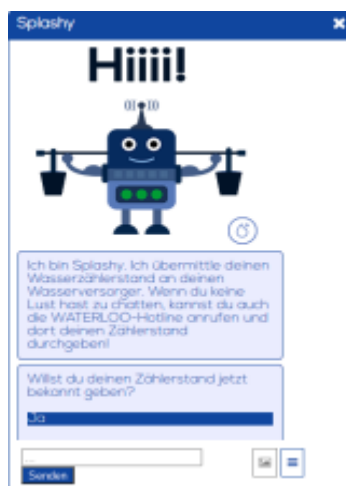 Splashy
Hiiii!
Ich bin Splashy. Ich übermittle deinen
Wasserzählerstand an deinen
Wasserversorger. Wenn du keine
Lust hast zu chatten, kannst du auch
die WATERLOO-Hotline anrufen und
dort deinen Zählerstand
durchgeben!
Willst du deinen Zählerstand jetzt
bekannt geben?
Ja
...
Senden